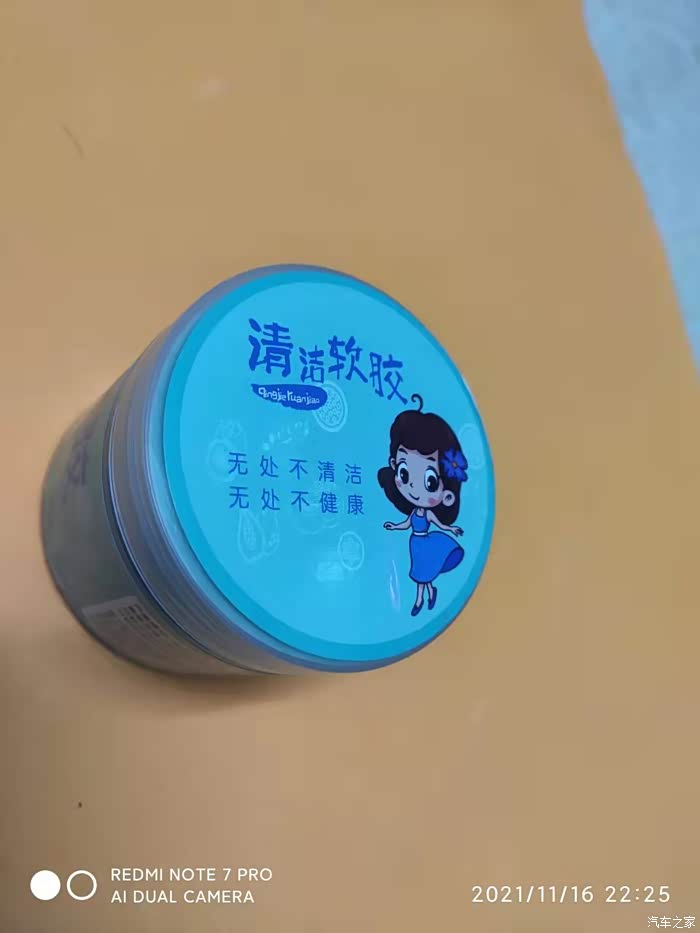 清洁软胶
qingjieruanjiao
无处不清洁
无处不健康
REDMI NOTE 7 PRO
AI DUAL CAMERA
2021/11/16 22:25
汽车之家